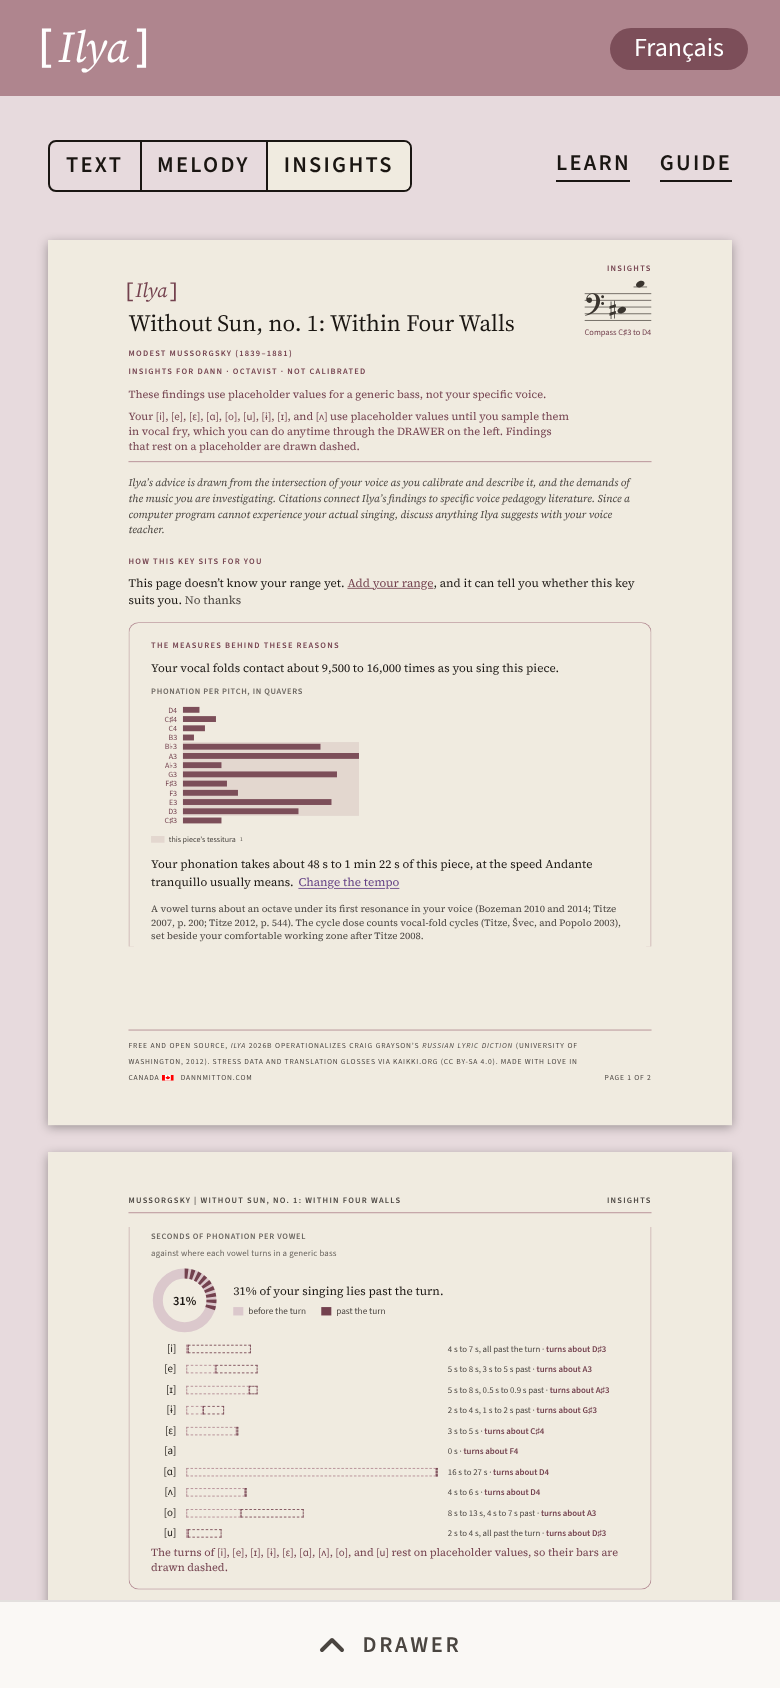 [Ilya]
Français
TEXT
MELODY
INSIGHTS
LEARN
GUIDE
INSIGHTS
[Ilya]
Without Sun, no. 1: Within Four Walls
Compass C♯3 to D4
MODEST MUSSORGSKY (1839–1881)
INSIGHTS FOR DANN · OCTAVIST · NOT CALIBRATED
These findings use placeholder values for a generic bass, not your specific voice.
Your [i], [e], [ɛ], [ɑ], [o], [u], [ɨ], [ɪ], and [ʌ] use placeholder values until you sample them
in vocal fry, which you can do anytime through the DRAWER on the left. Findings
that rest on a placeholder are drawn dashed.
Ilya’s advice is drawn from the intersection of your voice as you calibrate and describe it, and the demands of
the music you are investigating. Citations connect Ilya’s findings to specific voice pedagogy literature. Since a
computer program cannot experience your actual singing, discuss anything Ilya suggests with your voice
teacher.
HOW THIS KEY SITS FOR YOU
This page doesn’t know your range yet. Add your range, and it can tell you whether this key
suits you. No thanks
THE MEASURES BEHIND THESE REASONS
Your vocal folds contact about 9,500 to 16,000 times as you sing this piece.
PHONATION PER PITCH, IN QUAVERS
D4
C♯4
C4
B3
B♭3
A3
A♭3
G3
F♯3
F3
E3
D3
C♯3
this piece's tessitura 1
Your phonation takes about 48 s to 1 min 22 s of this piece, at the speed Andante
tranquillo usually means. Change the tempo
A vowel turns about an octave under its first resonance in your voice (Bozeman 2010 and 2014; Titze
2007, p. 200; Titze 2012, p. 544). The cycle dose counts vocal-fold cycles (Titze, Švec, and Popolo 2003),
set beside your comfortable working zone after Titze 2008.
FREE AND OPEN SOURCE, ILYA 2026B OPERATIONALIZES CRAIG GRAYSON’S RUSSIAN LYRIC DICTION (UNIVERSITY OF
WASHINGTON, 2012). STRESS DATA AND TRANSLATION GLOSSES VIA KAIKKI.ORG (CC BY-SA 4.0). MADE WITH LOVE IN
CANADA 🇨🇦 DANNMITTON.COM
PAGE 1 OF 2
MUSSORGSKY | WITHOUT SUN, NO. 1: WITHIN FOUR WALLS
INSIGHTS
SECONDS OF PHONATION PER VOWEL
against where each vowel turns in a generic bass
31%
31% of your singing lies past the turn.
before the turn
past the turn
[i] 4 s to 7 s, all past the turn · turns about D♯3
[e] 5 s to 8 s, 3 s to 5 s past · turns about A3
[ɪ] 5 s to 8 s, 0.5 s to 0.9 s past · turns about A♯3
[ɨ] 2 s to 4 s, 1 s to 2 s past · turns about G♯3
[ɛ] 3 s to 5 s · turns about C♯4
[a] 0 s · turns about F4
[ɑ] 16 s to 27 s · turns about D4
[ʌ] 4 s to 6 s · turns about D4
[o] 8 s to 13 s, 4 s to 7 s past · turns about A3
[u] 2 s to 4 s, all past the turn · turns about D♯3
The turns of [i], [e], [ɪ], [ɨ], [ɛ], [ɑ], [ʌ], [o], and [u] rest on placeholder values, so their bars are
drawn dashed.
DRAWER